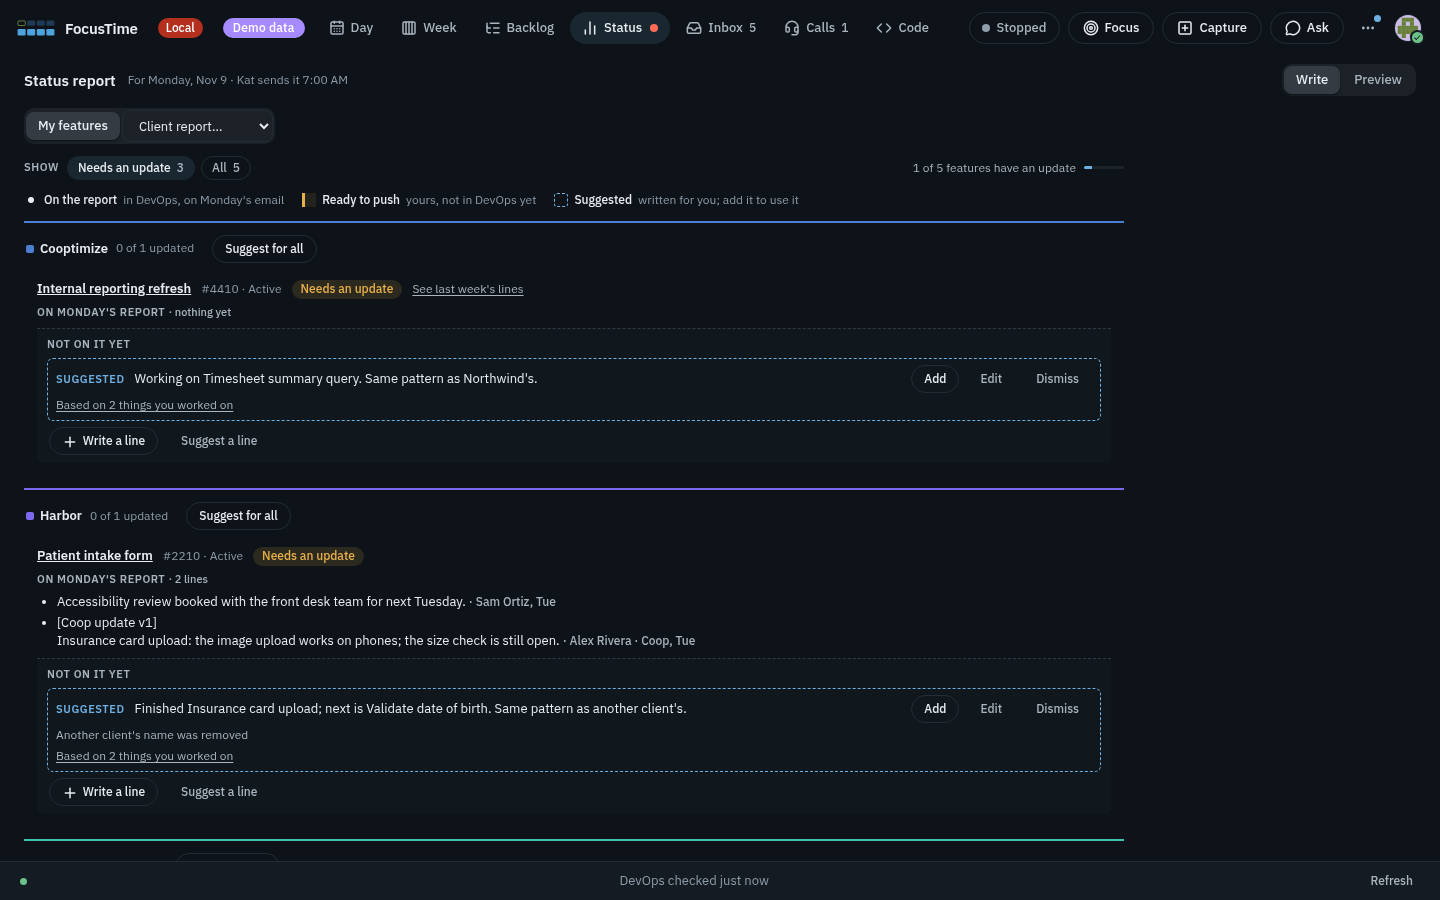 FocusTime Local Demo data Day Week Backlog Status Inbox 5 Calls 1 Code Stopped Focus Capture Ask
Status report For Monday, Nov 9 · Kat sends it 7:00 AM Write Preview
My features Client report...
SHOW Needs an update 3 All 5 1 of 5 features have an update
On the report in DevOps, on Monday's email Ready to push yours, not in DevOps yet Suggested written for you; add it to use it
Cooptimize 0 of 1 updated Suggest for all
Internal reporting refresh #4410 · Active Needs an update See last week's lines
ON MONDAY'S REPORT · nothing yet
NOT ON IT YET
SUGGESTED Working on Timesheet summary query. Same pattern as Northwind's. Add Edit Dismiss
Based on 2 things you worked on
Write a line Suggest a line
Harbor 0 of 1 updated Suggest for all
Patient intake form #2210 · Active Needs an update
ON MONDAY'S REPORT · 2 lines
• Accessibility review booked with the front desk team for next Tuesday. · Sam Ortiz, Tue
• [Coop update v1]
Insurance card upload: the image upload works on phones; the size check is still open. · Alex Rivera · Coop, Tue
NOT ON IT YET
SUGGESTED Finished Insurance card upload; next is Validate date of birth. Same pattern as another client's. Add Edit Dismiss
Another client's name was removed
Based on 2 things you worked on
Write a line Suggest a line
DevOps checked just now Refresh